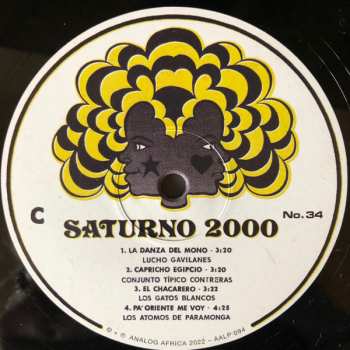 C
SATURNO 2000
No.34
1. LA DANZA DEL MONO - 3:20
LUCHO GAVILANES
2. CAPRICHO EGIPCIO - 3:20
CONJUNTO TÍPICO CONTRERAS
3. EL CHACARERO - 3:22
LOS GATOS BLANCOS
4. PA' ORIENTE ME VOY - 4:25
LOS ATOMOS DE PARAMONGA
℗ + © ANALOG AFRICA 2022 - AALP-094